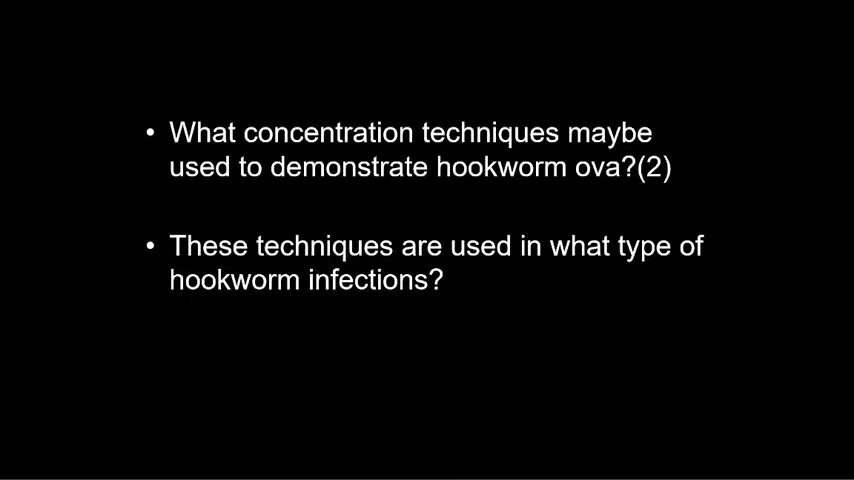 • What concentration techniques maybe
used to demonstrate hookworm ova?(2)
• These techniques are used in what type of
hookworm infections?